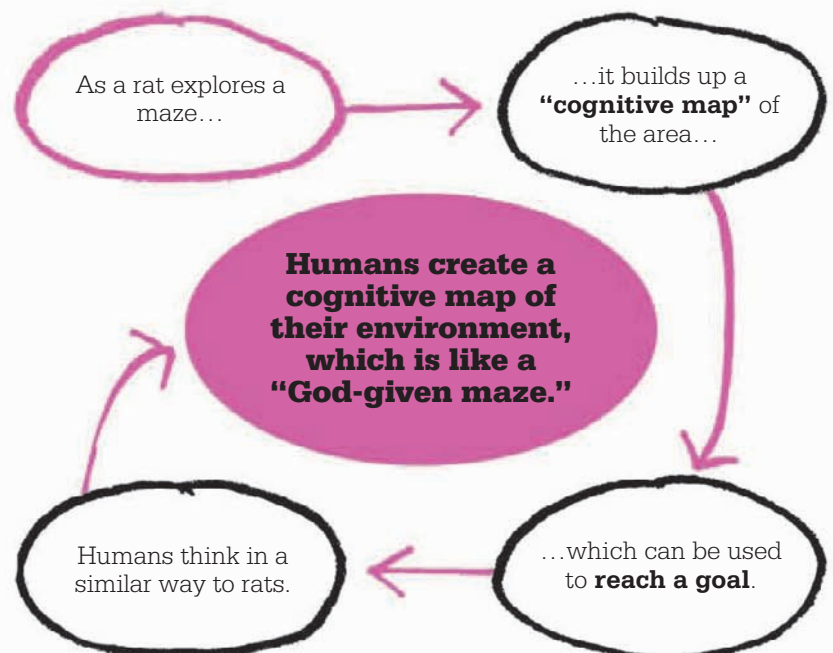 As a rat explores a
maze…
…it builds up a
“cognitive map” of
the area…
…which can be used
to reach a goal.
Humans think in a
similar way to rats.
Humans create a
cognitive map of
their environment,
which is like a
“God-given maze.”